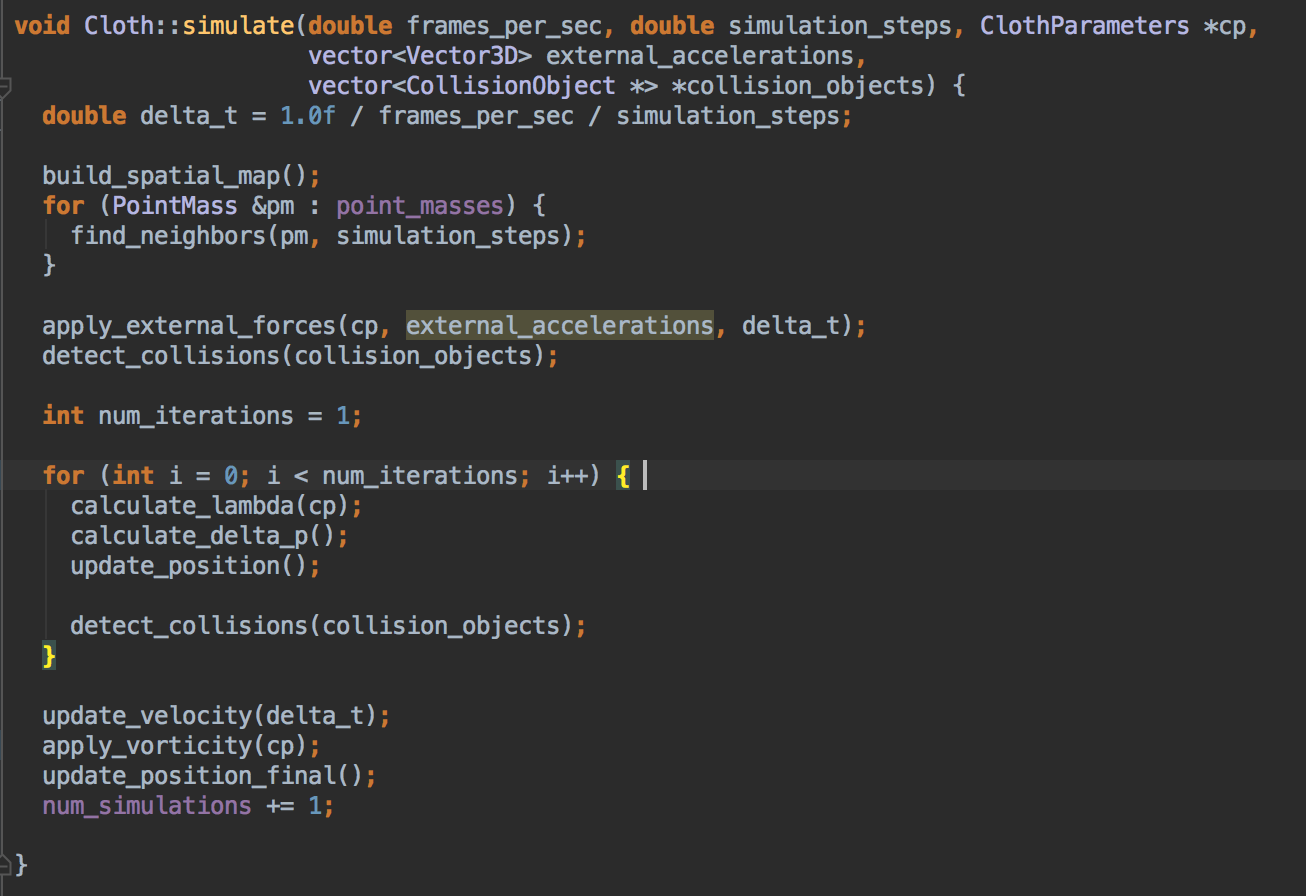 void Cloth::simulate(double frames_per_sec, double simulation_steps, ClothParameters *cp,
                     vector<Vector3D> external_accelerations,
                     vector<CollisionObject *> *collision_objects) {
  double delta_t = 1.0f / frames_per_sec / simulation_steps;

  build_spatial_map();
  for (PointMass &pm : point_masses) {
    find_neighbors(pm, simulation_steps);
  }

  apply_external_forces(cp, external_accelerations, delta_t);
  detect_collisions(collision_objects);

  int num_iterations = 1;

  for (int i = 0; i < num_iterations; i++) {
    calculate_lambda(cp);
    calculate_delta_p();
    update_position();

    detect_collisions(collision_objects);
  }

  update_velocity(delta_t);
  apply_vorticity(cp);
  update_position_final();
  num_simulations += 1;

}